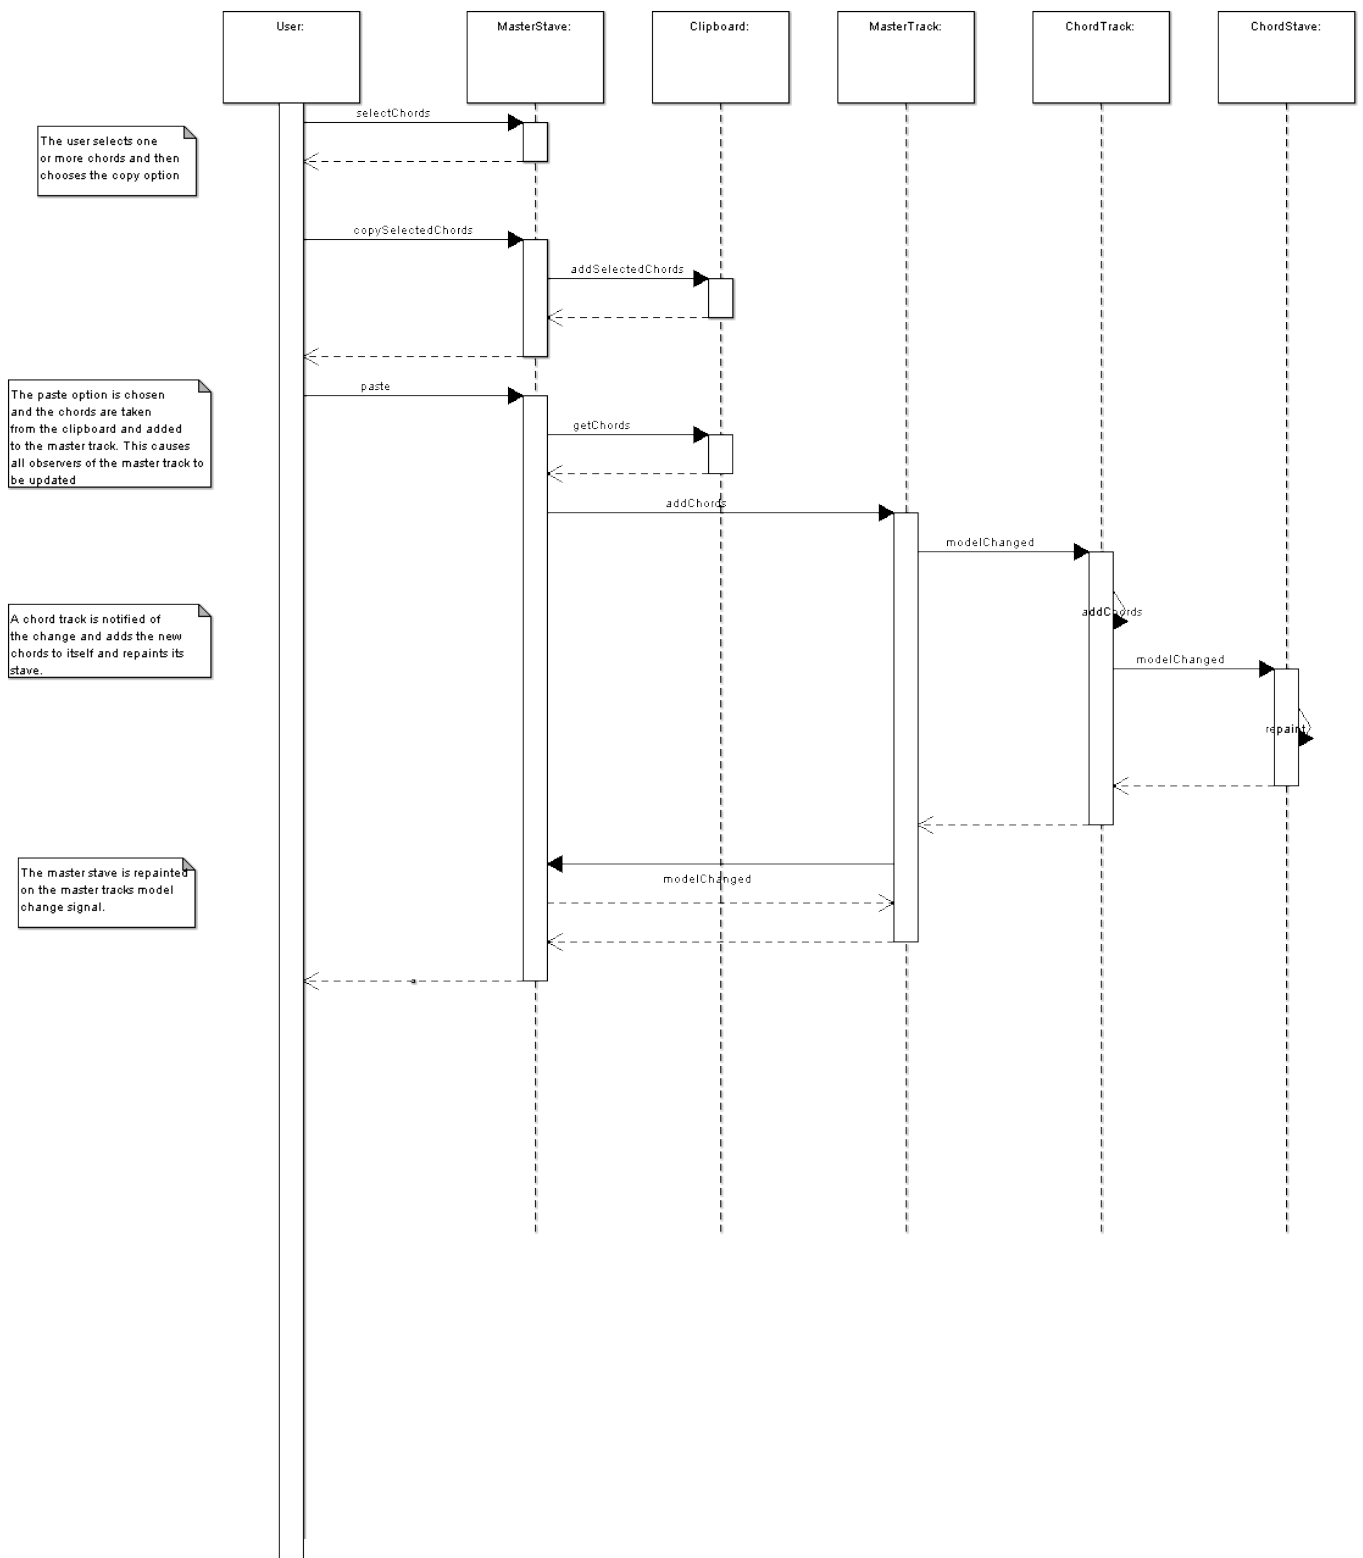 User:
MasterStave:
Clipboard:
MasterTrack:
ChordTrack:
ChordStave:
selectChords
The user selects one
or more chords and then
chooses the copy option
copySelectedChords
addSelectedChords
The paste option is chosen
and the chords are taken
from the clipboard and added
to the master track. This causes
all observers of the master track to
be updated
paste
getChords
addChords
modelChanged
A chord track is notified of
the change and adds the new
chords to itself and repaints its
stave.
addChords
modelChanged
repaint
The master stave is repainted
on the master tracks model
change signal.
modelChanged